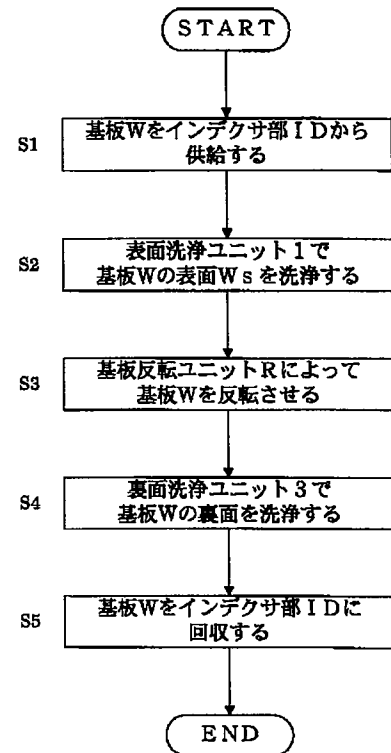 START
S1
基板Wをインデクサ部IDから
供給する
S2
表面洗浄ユニット1で
基板Wの表面Wsを洗浄する
S3
基板反転ユニットRによって
基板Wを反転させる
S4
裏面洗浄ユニット3で
基板Wの裏面を洗浄する
S5
基板Wをインデクサ部IDに
回収する
END